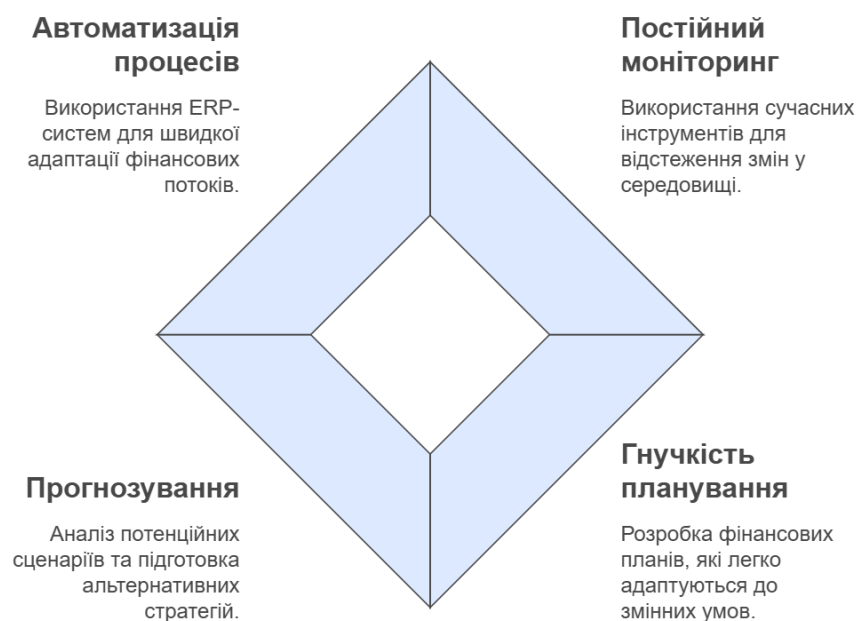 Автоматизація
процесів
Використання ERP-
систем для швидкої
адаптації фінансових
потоків.
Постійний
моніторинг
Використання сучасних
інструментів для
відстеження змін у
середовищі.
Прогнозування
Аналіз потенційних
сценаріїв та підготовка
альтернативних
стратегій.
Гнучкість
планування
Розробка фінансових
планів, які легко
адаптуються до
змінних умов.